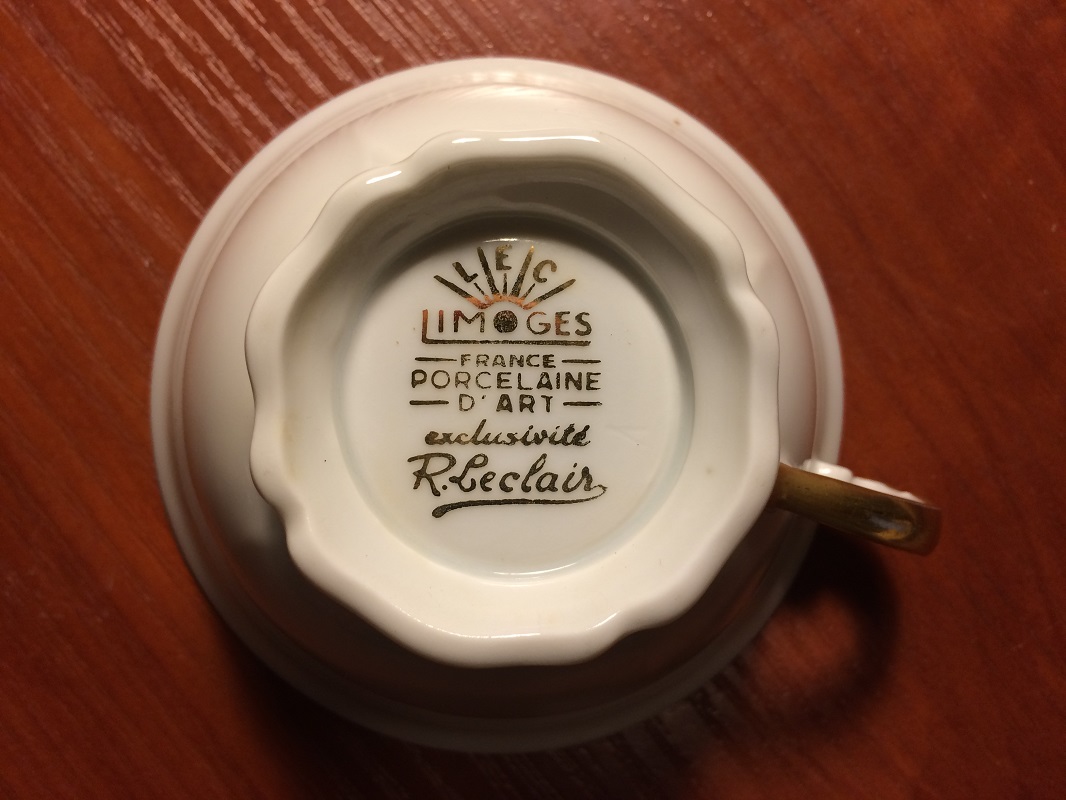 LEC
LIMOGES
FRANCE
PORCELAINE
D'ART
exclusivité
R. Leclair